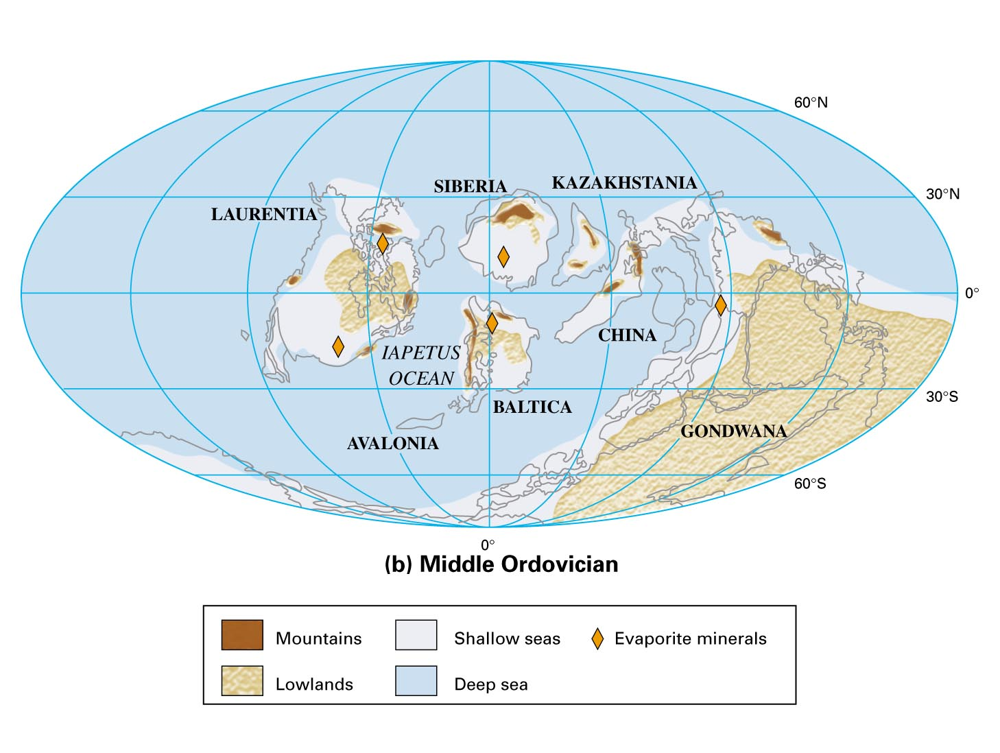 60°N
SIBERIA
KAZAKHSTANIA
30°N
LAURENTIA
0°
CHINA
IAPETUS
OCEAN
30°S
BALTICA
GONDWANA
AVALONIA
60°S
0°
(b) Middle Ordovician
Mountains
Shallow seas
Evaporite minerals
Lowlands
Deep sea